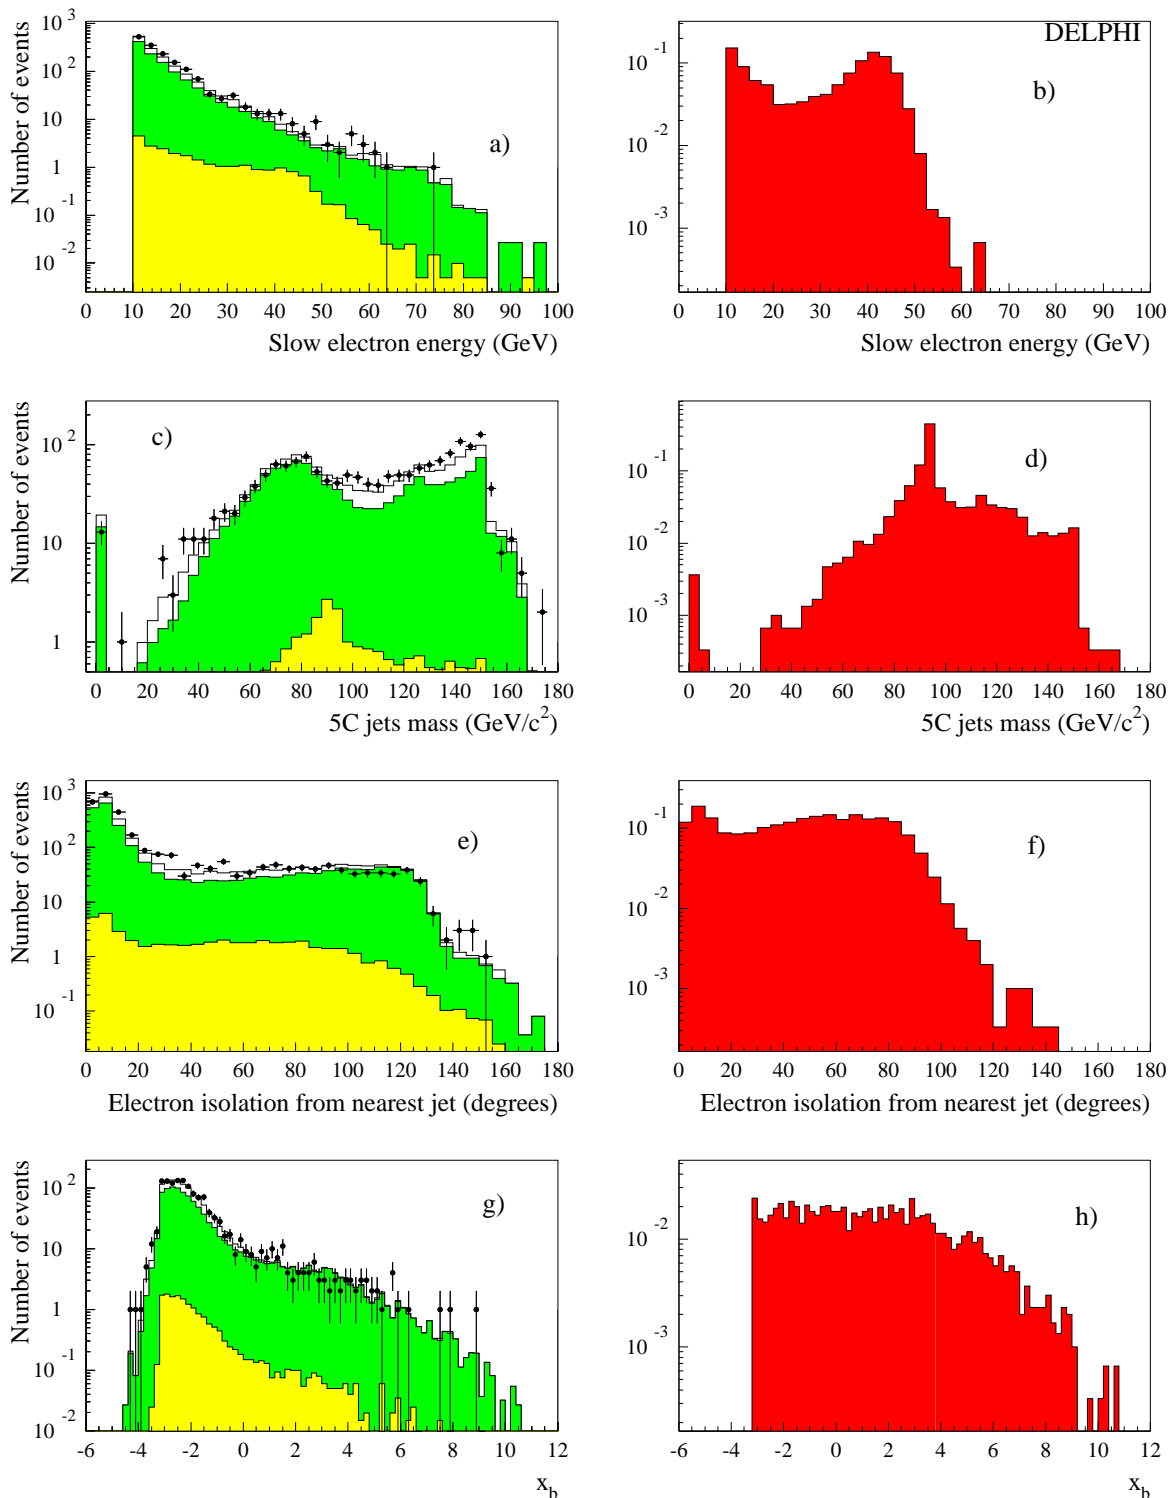 DELPHI
Number of events
10^3
10^2
10
1
10^-1
10^-2
a)
0 10 20 30 40 50 60 70 80 90 100
Slow electron energy (GeV)
10^-1
10^-2
10^-3
b)
0 10 20 30 40 50 60 70 80 90 100
Slow electron energy (GeV)
Number of events
10^2
10
1
c)
0 20 40 60 80 100 120 140 160 180
5C jets mass (GeV/c^2)
10^-1
10^-2
10^-3
d)
0 20 40 60 80 100 120 140 160 180
5C jets mass (GeV/c^2)
Number of events
10^3
10^2
10
1
10^-1
e)
0 20 40 60 80 100 120 140 160 180
Electron isolation from nearest jet (degrees)
10^-1
10^-2
10^-3
f)
0 20 40 60 80 100 120 140 160 180
Electron isolation from nearest jet (degrees)
Number of events
10^2
10
1
10^-1
10^-2
g)
-6 -4 -2 0 2 4 6 8 10 12
x_b
10^-2
10^-3
h)
-6 -4 -2 0 2 4 6 8 10 12
x_b